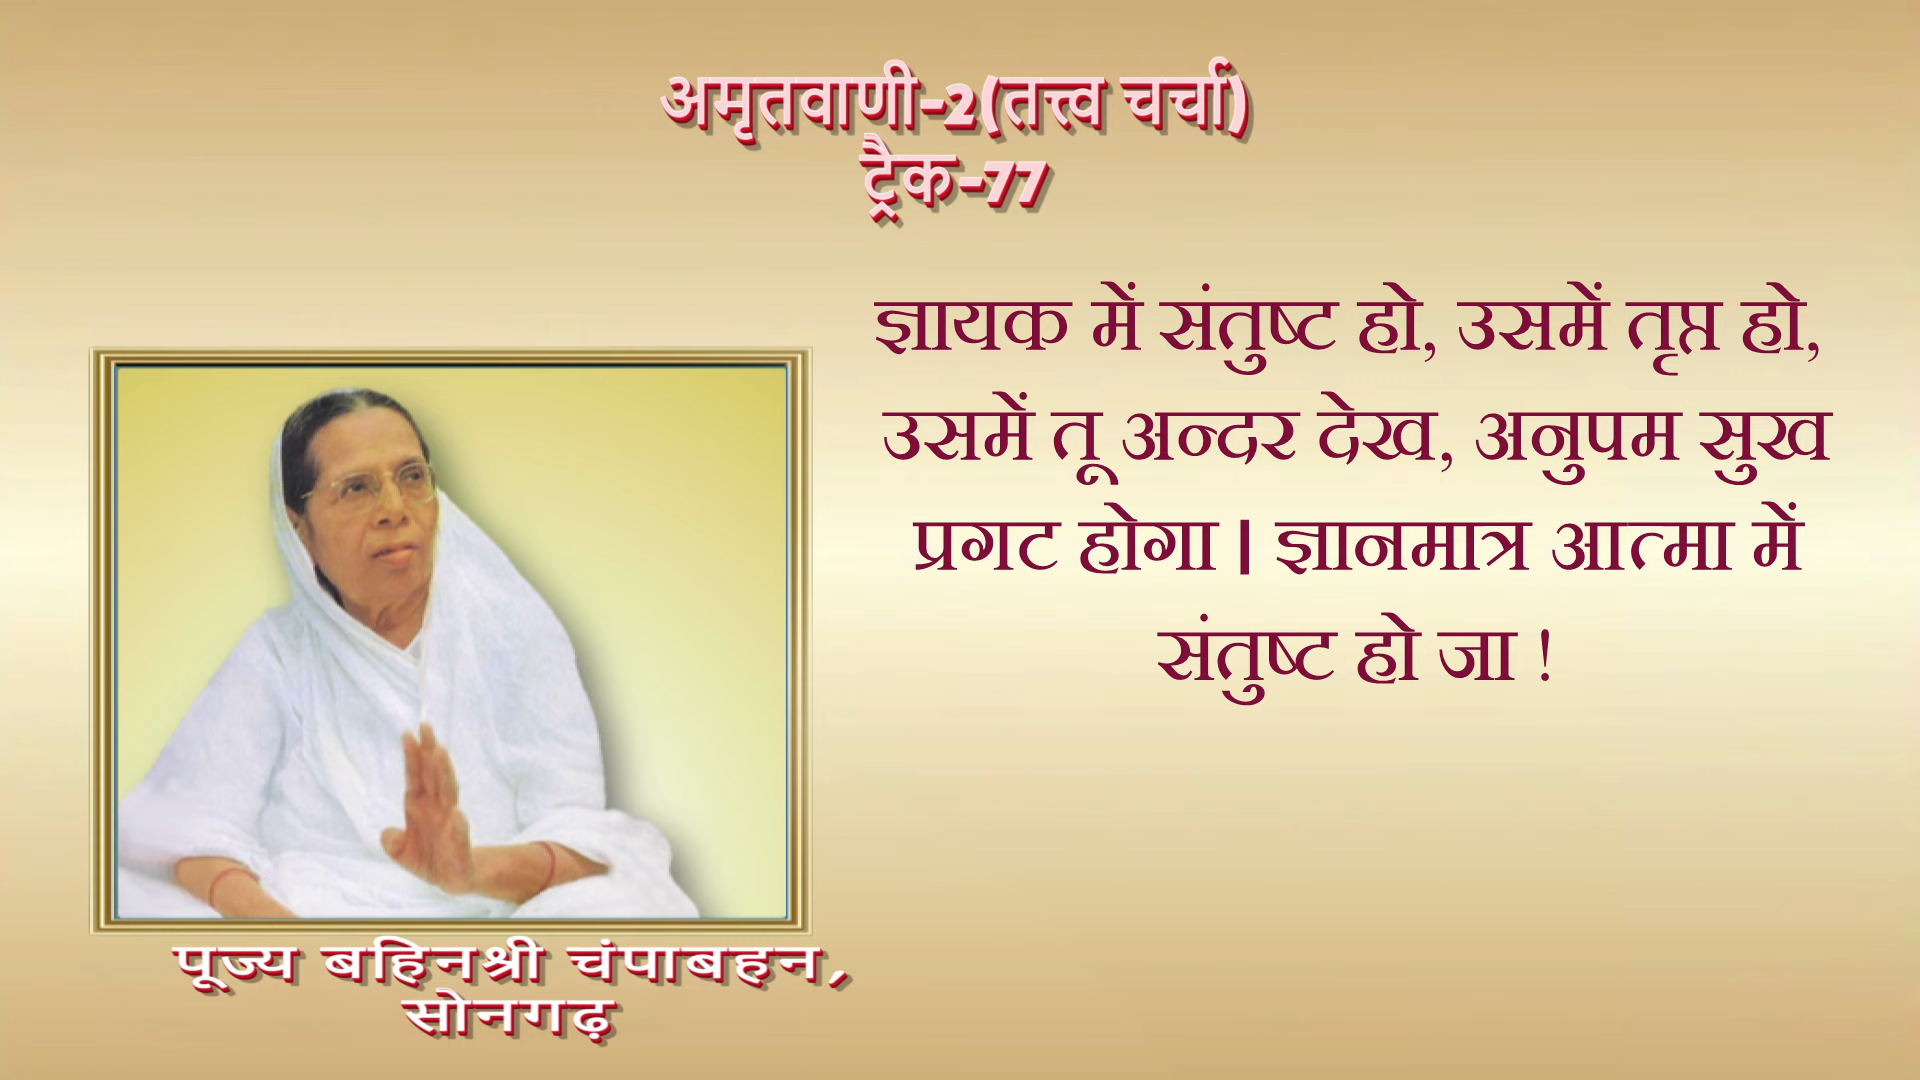 अमृतवाणी-2(तत्त्व चर्चा)
ट्रैक-77
ज्ञायक में संतुष्ट हो, उसमें तृप्त हो,
उसमें तू अन्दर देख, अनुपम सुख
प्रगट होगा । ज्ञानमात्र आत्मा में
संतुष्ट हो जा !
पूज्य बहिनश्री चंपाबहन,
सोनगढ़